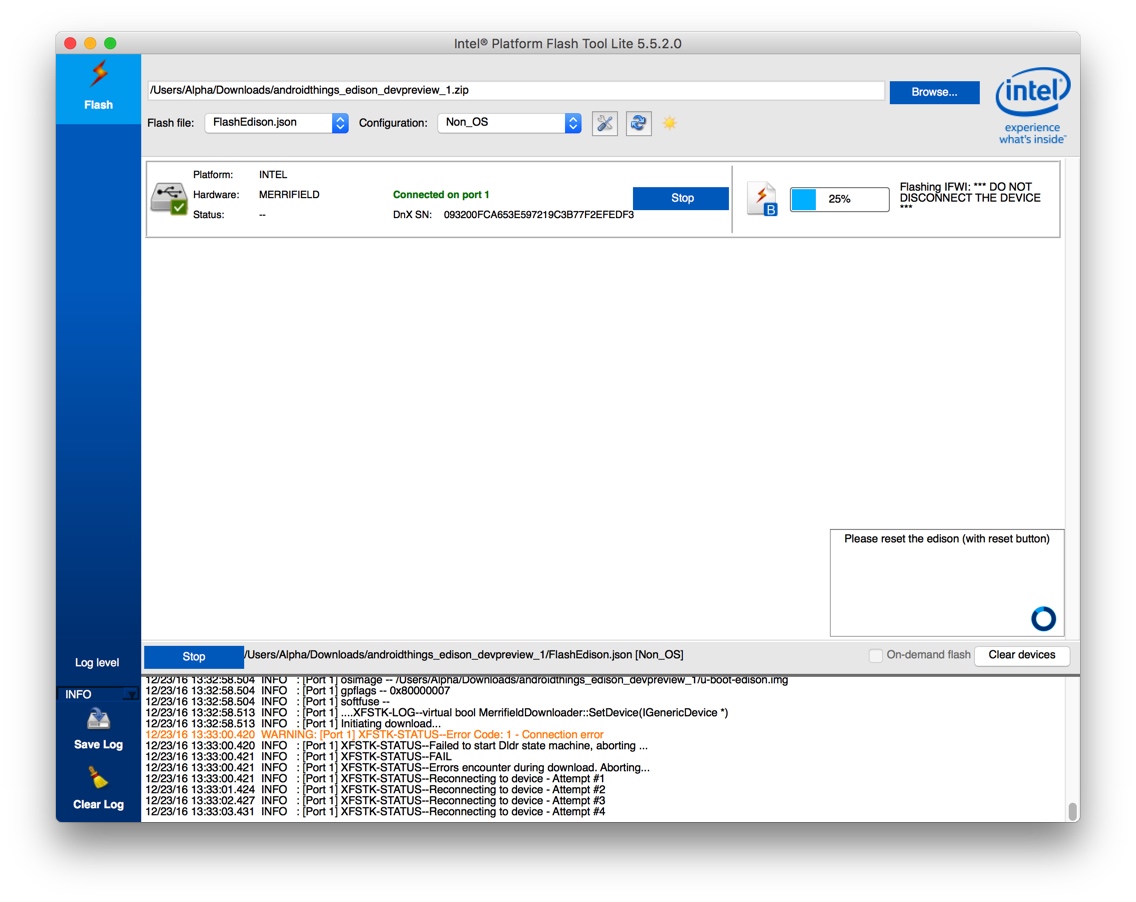 Intel® Platform Flash Tool Lite 5.5.2.0
Flash
/Users/Alpha/Downloads/androidthings_edison_devpreview_1.zip
Browse...
intel)
experience
what's inside™
Flash file:
FlashEdison.json
Configuration:
Non_OS
Platform:
INTEL
Hardware:
MERRIFIELD
Connected on port 1
Status:
--
DnX SN:
093200FCA653E597219C3B77F2EFEDF3
Stop
B
25%
Flashing IFWI: *** DO NOT
DISCONNECT THE DEVICE
***
Please reset the edison (with reset button)
Stop
/Users/Alpha/Downloads/androidthings_edison_devpreview_1/FlashEdison.json [Non_OS]
On-demand flash
Clear devices
Log level
INFO
Save Log
Clear Log
12/23/16 13:32:58.504 INFO : [Port 1] osimage -- /Users/Alpha/Downloads/androidthings_edison_devpreview_1/u-boot-edison.img
12/23/16 13:32:58.504 INFO : [Port 1] gpflags -- 0x80000007
12/23/16 13:32:58.504 INFO : [Port 1] softfuse --
12/23/16 13:32:58.513 INFO : [Port 1] ....XFSTK-LOG--virtual bool MerrifieldDownloader::SetDevice(IGenericDevice *)
12/23/16 13:32:58.513 INFO : [Port 1] Initiating download...
12/23/16 13:33:00.420 WARNING: [Port 1] XFSTK-STATUS--Error Code: 1 - Connection error
12/23/16 13:33:00.420 INFO : [Port 1] XFSTK-STATUS--Failed to start Dldr state machine, aborting ...
12/23/16 13:33:00.421 INFO : [Port 1] XFSTK-STATUS--FAIL
12/23/16 13:33:00.421 INFO : [Port 1] XFSTK-STATUS--Errors encounter during download. Aborting...
12/23/16 13:33:00.421 INFO : [Port 1] XFSTK-STATUS--Reconnecting to device - Attempt #1
12/23/16 13:33:01.424 INFO : [Port 1] XFSTK-STATUS--Reconnecting to device - Attempt #2
12/23/16 13:33:02.427 INFO : [Port 1] XFSTK-STATUS--Reconnecting to device - Attempt #3
12/23/16 13:33:03.431 INFO : [Port 1] XFSTK-STATUS--Reconnecting to device - Attempt #4